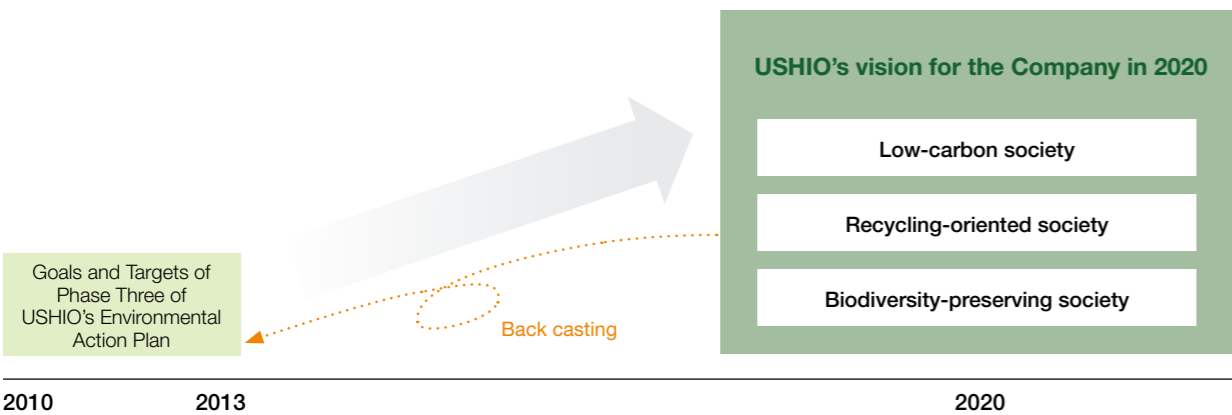 USHIO’s vision for the Company in 2020
Low-carbon society
Recycling-oriented society
Biodiversity-preserving society
Goals and Targets of
Phase Three of
USHIO’s Environmental
Action Plan
Back casting
2010
2013
2020